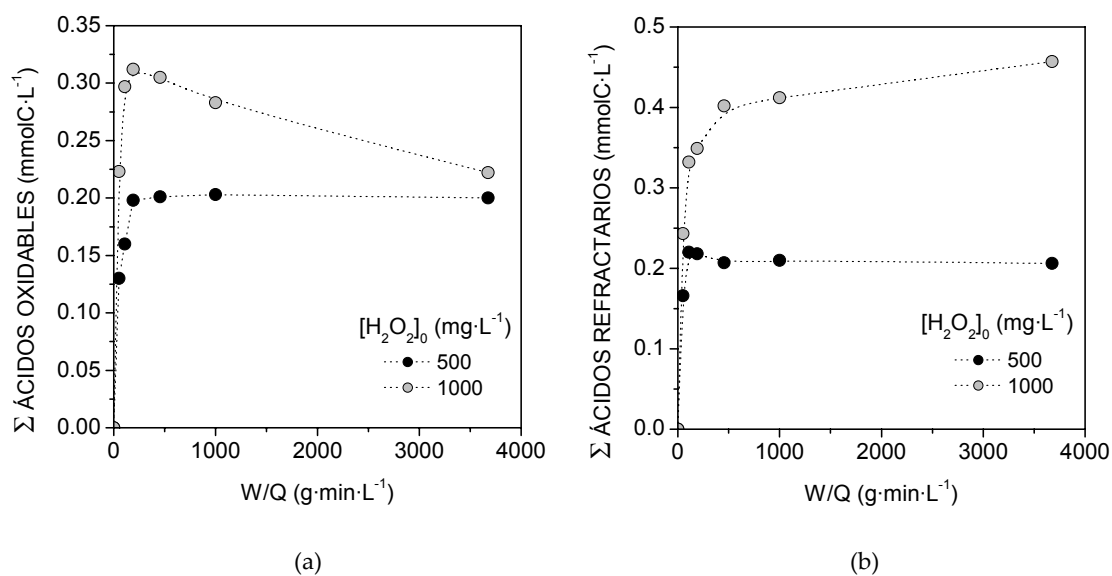 Σ ÁCIDOS OXIDABLES (mmolC·L⁻¹)
0.35
0.30
0.25
0.20
0.15
0.10
0.05
0.00
[H₂O₂]₀ (mg·L⁻¹)
500
1000
0 1000 2000 3000 4000
W/Q (g·min·L⁻¹)
(a)
Σ ÁCIDOS REFRACTARIOS (mmolC·L⁻¹)
0.5
0.4
0.3
0.2
0.1
0.0
[H₂O₂]₀ (mg·L⁻¹)
500
1000
0 1000 2000 3000 4000
W/Q (g·min·L⁻¹)
(b)